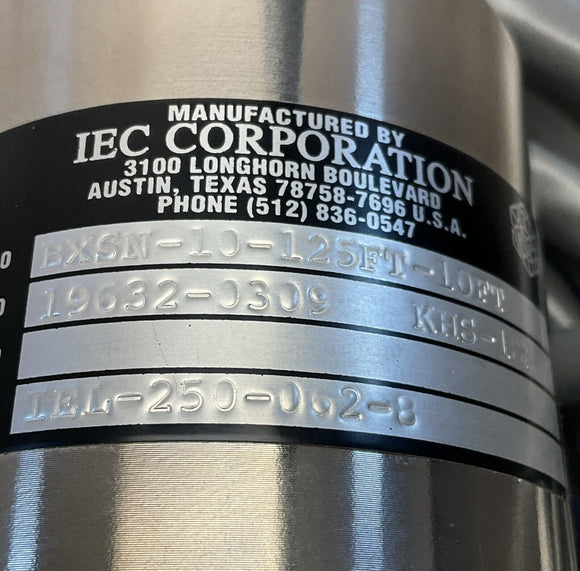 MANUFACTURED BY
IEC CORPORATION
3100 LONGHORN BOULEVARD
AUSTIN, TEXAS 78758-7696 U.S.A.
PHONE (512) 836-0547
O BXSN-10-125FT-10FT
O 19632-0309
O
IEL-250-062-8